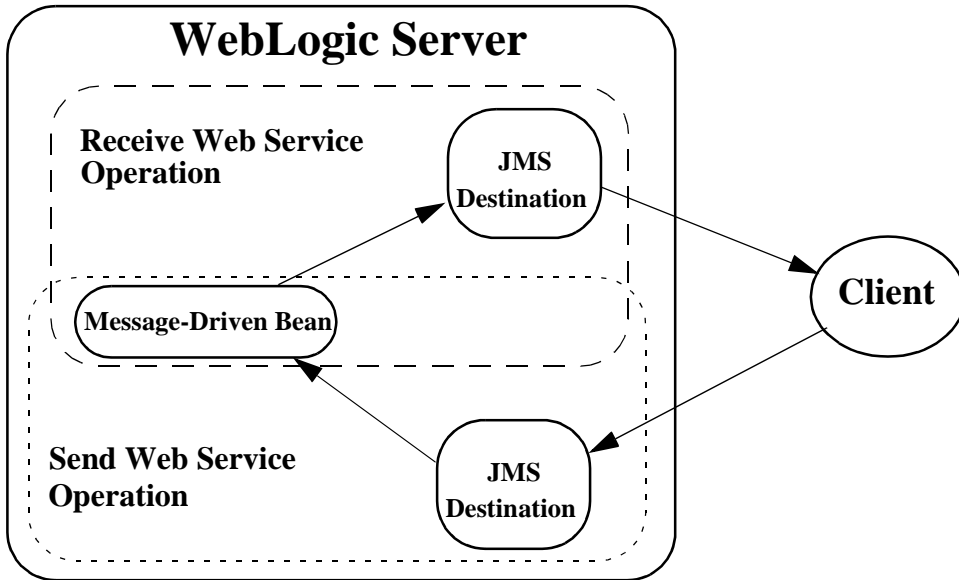 WebLogic Server
Receive Web Service
Operation
JMS
Destination
Client
Message-Driven Bean
Send Web Service
Operation
JMS
Destination